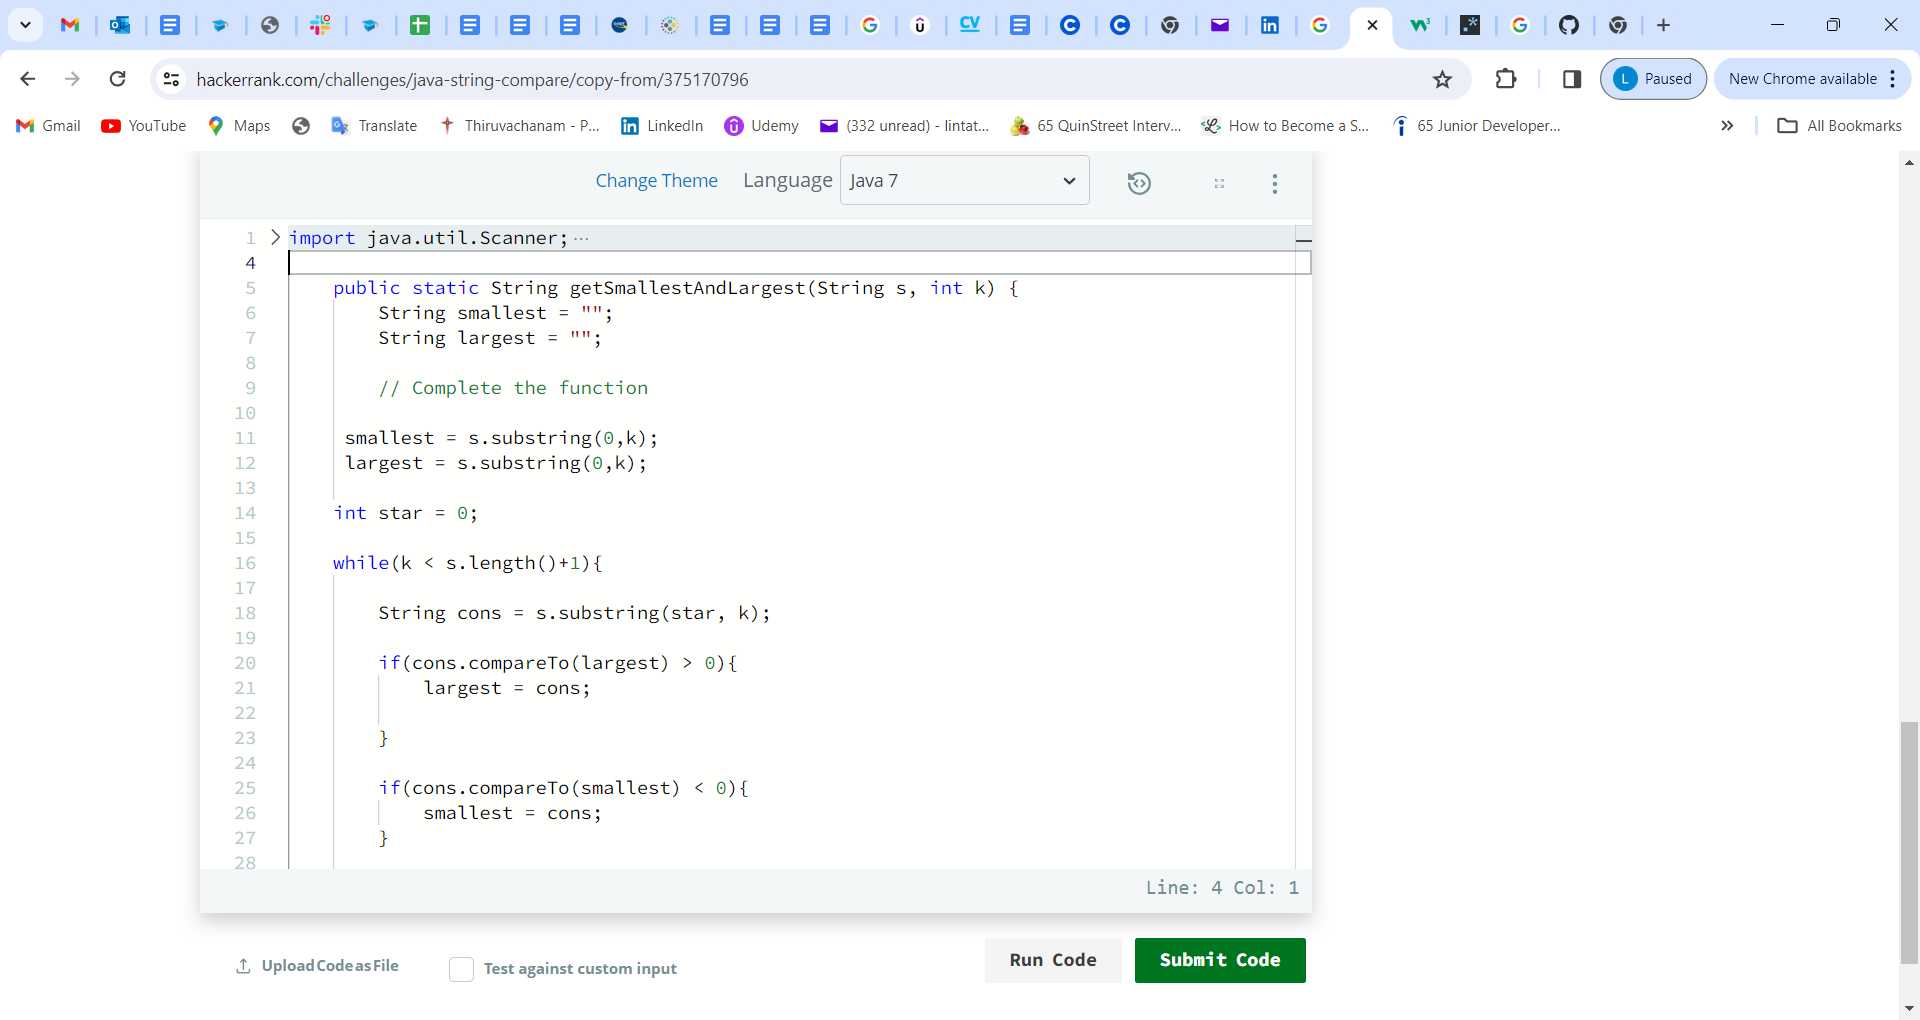 hackerrank.com/challenges/java-string-compare/copy-from/375170796
L Paused
New Chrome available
Gmail YouTube Maps Translate Thiruvachanam - P... LinkedIn Udemy (332 unread) - lintat... 65 QuinStreet Interv... How to Become a S... 65 Junior Developer... » All Bookmarks
Change Theme Language Java 7
1 import java.util.Scanner; ...
4
5 public static String getSmallestAndLargest(String s, int k) {
6 String smallest = "";
7 String largest = "";
8
9 // Complete the function
10
11 smallest = s.substring(0,k);
12 largest = s.substring(0,k);
13
14 int star = 0;
15
16 while(k < s.length()+1){
17
18 String cons = s.substring(star, k);
19
20 if(cons.compareTo(largest) > 0){
21 largest = cons;
22
23 }
24
25 if(cons.compareTo(smallest) < 0){
26 smallest = cons;
27 }
28
Line: 4 Col: 1
Upload Code as File
Test against custom input
Run Code
Submit Code